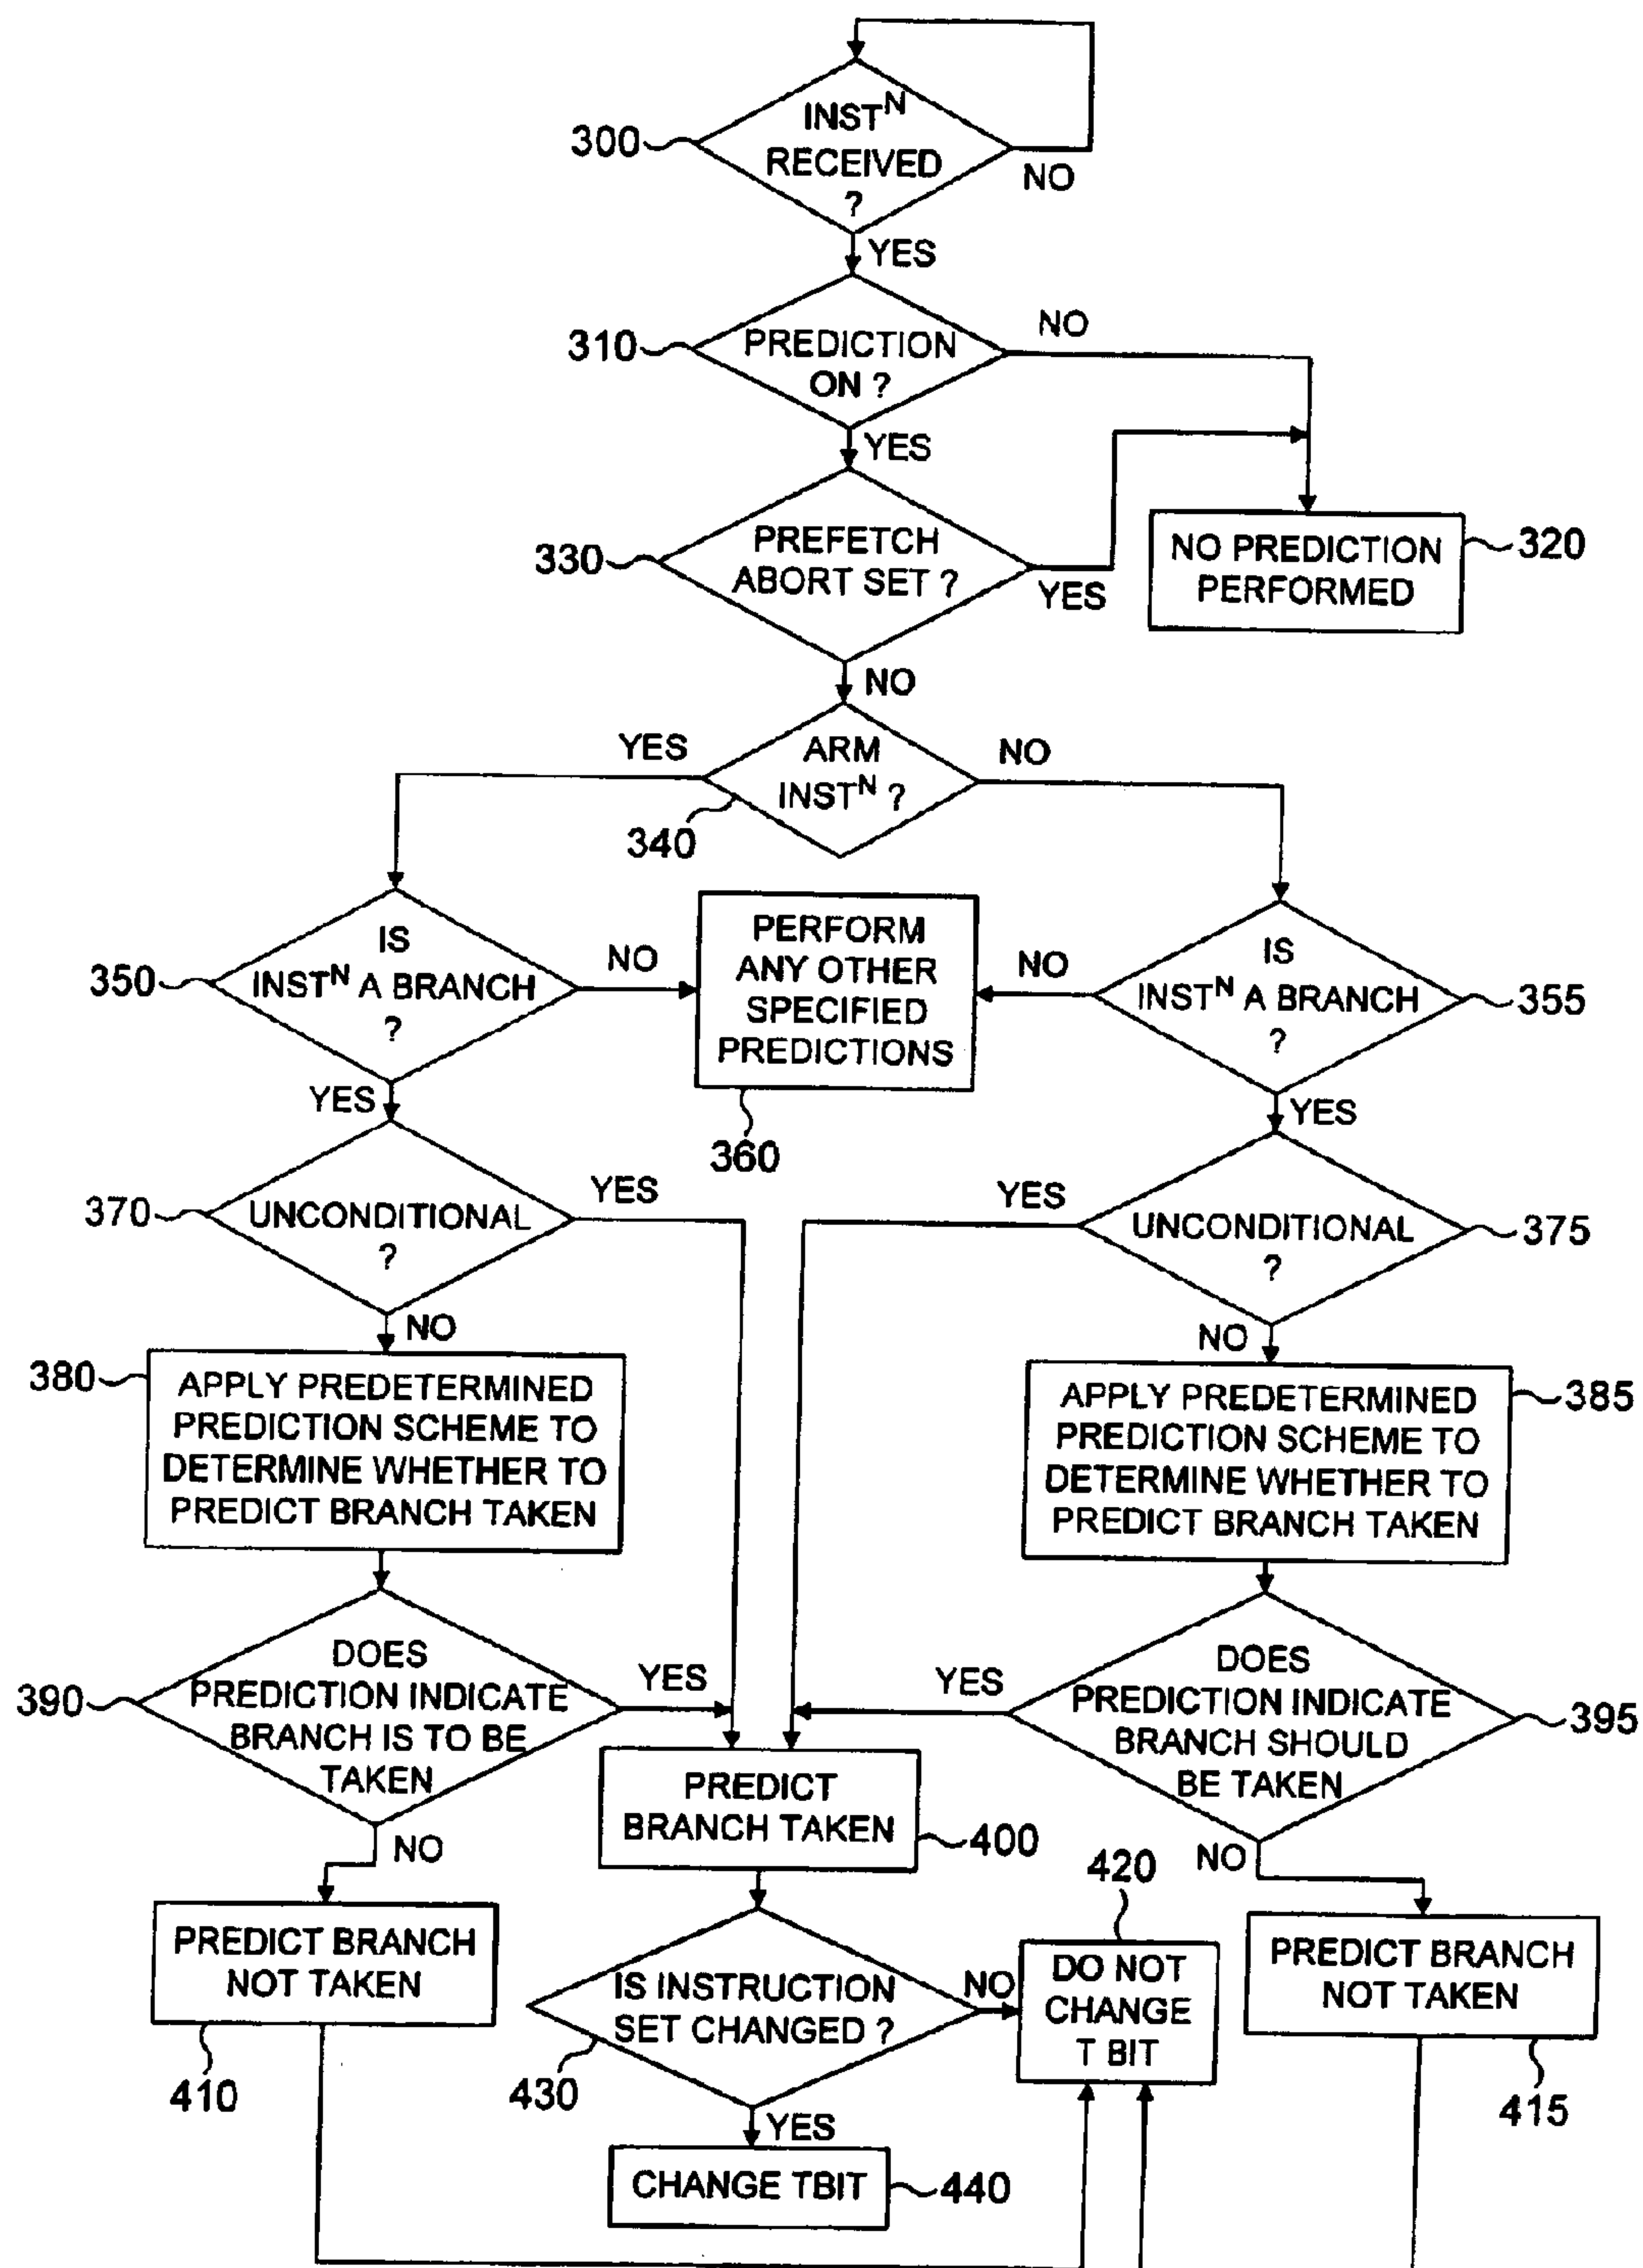 INSTᴺ
RECEIVED
?
300
NO
YES
310
PREDICTION
ON ?
NO
YES
330
PREFETCH
ABORT SET ?
YES
NO PREDICTION
PERFORMED
320
NO
YES
ARM
INSTᴺ ?
NO
340
350
IS
INSTᴺ A BRANCH
?
NO
PERFORM
ANY OTHER
SPECIFIED
PREDICTIONS
NO
IS
INSTᴺ A BRANCH
?
355
YES
360
YES
370
UNCONDITIONAL
?
YES
YES
UNCONDITIONAL
?
375
NO
NO
380
APPLY PREDETERMINED
PREDICTION SCHEME TO
DETERMINE WHETHER TO
PREDICT BRANCH TAKEN
APPLY PREDETERMINED
PREDICTION SCHEME TO
DETERMINE WHETHER TO
PREDICT BRANCH TAKEN
385
390
DOES
PREDICTION INDICATE
BRANCH IS TO BE
TAKEN
YES
YES
DOES
PREDICTION INDICATE
BRANCH SHOULD
BE TAKEN
395
NO
PREDICT
BRANCH TAKEN
400
420
NO
PREDICT BRANCH
NOT TAKEN
410
IS INSTRUCTION
SET CHANGED ?
430
NO
DO NOT
CHANGE
T BIT
PREDICT BRANCH
NOT TAKEN
415
YES
CHANGE TBIT
440